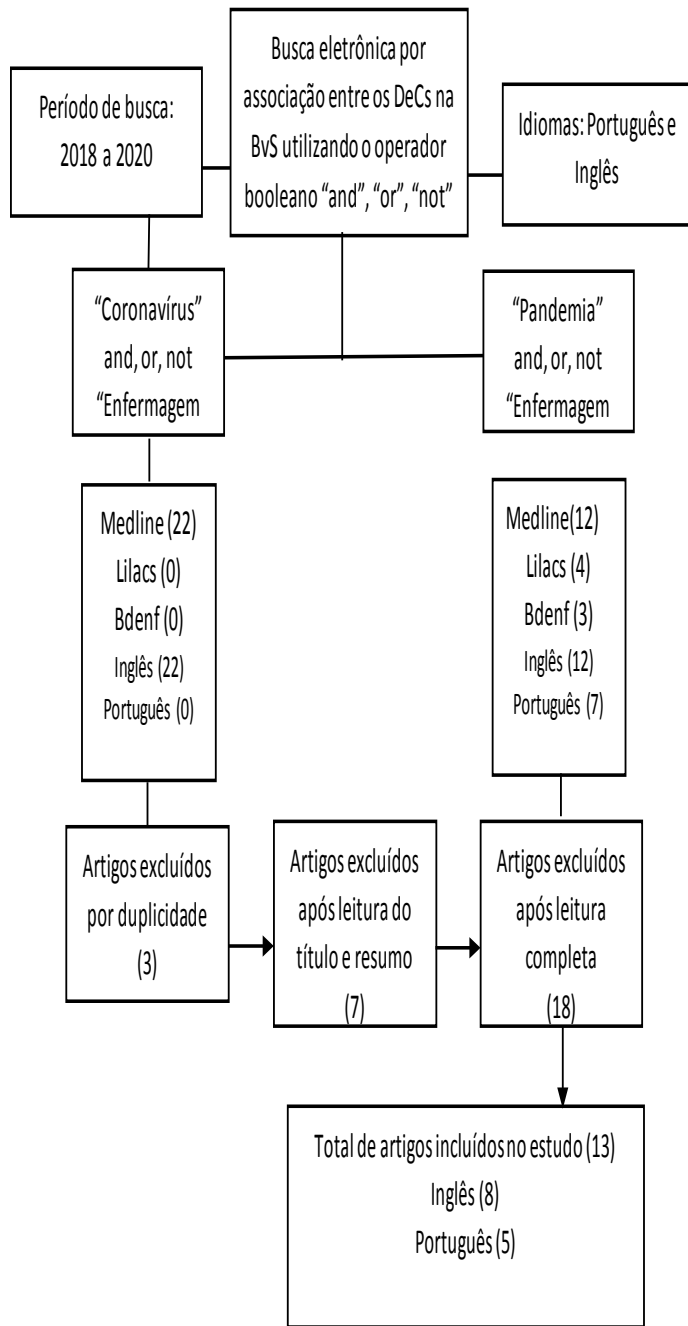 Período de busca:
2018 a 2020
Busca eletrônica por
associação entre os DeCs na
BvS utilizando o operador
booleano “and”, “or”, “not”
Idiomas: Português e
Inglês
“Coronavírus”
and, or, not
“Enfermagem
“Pandemia”
and, or, not
“Enfermagem
Medline (22)
Lilacs (0)
Bdenf (0)
Inglês (22)
Português (0)
Medline(12)
Lilacs (4)
Bdenf (3)
Inglês (12)
Português (7)
Artigos excluídos
por duplicidade
(3)
Artigos excluídos
após leitura do
título e resumo
(7)
Artigos excluídos
após leitura
completa
(18)
Total de artigos incluídos no estudo (13)
Inglês (8)
Português (5)